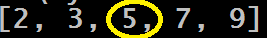 [2, 3, 5, 7, 9]